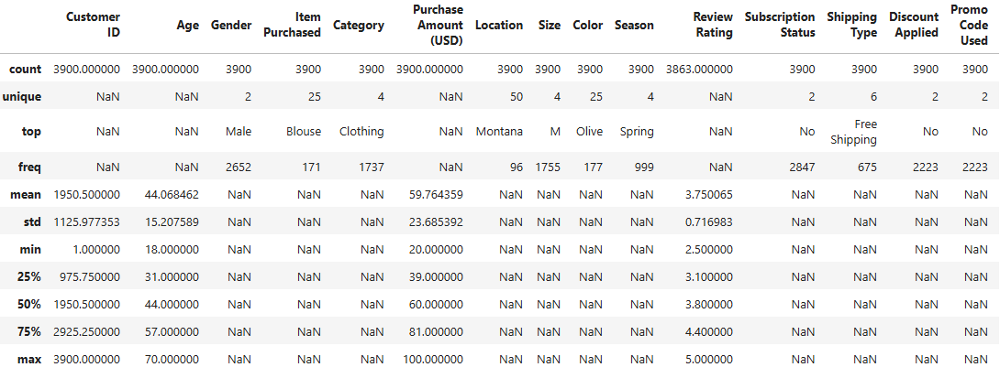 Customer ID Age Gender Item Purchased Category Purchase Amount (USD) Location Size Color Season Review Rating Subscription Status Shipping Type Discount Applied Promo Code Used
count 3900.000000 3900.000000 3900 3900 3900 3900.000000 3900 3900 3900 3900 3863.000000 3900 3900 3900 3900
unique NaN NaN 2 25 4 NaN 50 4 25 4 NaN 2 6 2 2
top NaN NaN Male Blouse Clothing NaN Montana M Olive Spring NaN No Free Shipping No No
freq NaN NaN 2652 171 1737 NaN 96 1755 177 999 NaN 2847 675 2223 2223
mean 1950.500000 44.068462 NaN NaN NaN 59.764359 NaN NaN NaN NaN 3.750065 NaN NaN NaN NaN
std 1125.977353 15.207589 NaN NaN NaN 23.685392 NaN NaN NaN NaN 0.716983 NaN NaN NaN NaN
min 1.000000 18.000000 NaN NaN NaN 20.000000 NaN NaN NaN NaN 2.500000 NaN NaN NaN NaN
25% 975.750000 31.000000 NaN NaN NaN 39.000000 NaN NaN NaN NaN 3.100000 NaN NaN NaN NaN
50% 1950.500000 44.000000 NaN NaN NaN 60.000000 NaN NaN NaN NaN 3.800000 NaN NaN NaN NaN
75% 2925.250000 57.000000 NaN NaN NaN 81.000000 NaN NaN NaN NaN 4.400000 NaN NaN NaN NaN
max 3900.000000 70.000000 NaN NaN NaN 100.000000 NaN NaN NaN NaN 5.000000 NaN NaN NaN NaN